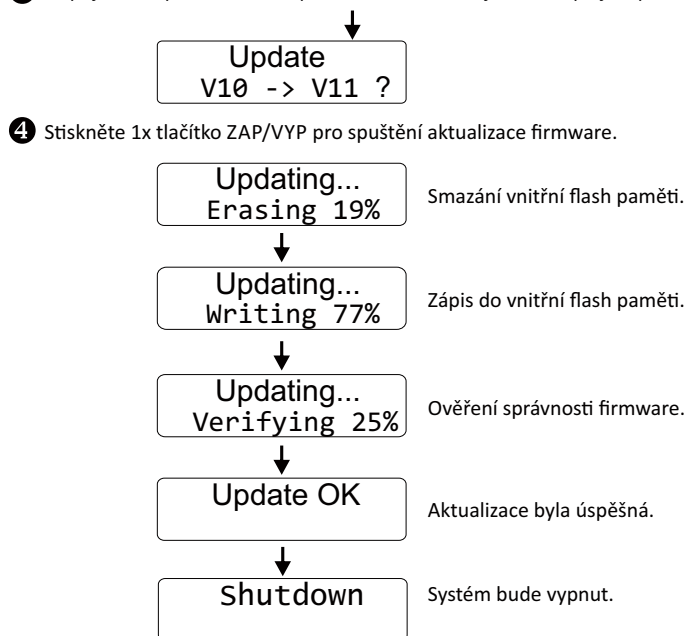 Update
V10 -> V11 ?
4 Stiskněte 1x tlačítko ZAP/VYP pro spuštění aktualizace firmware.
Updating...
Erasing 19%
Smazání vnitřní flash paměti.
Updating...
Writing 77%
Zápis do vnitřní flash paměti.
Updating...
Verifying 25%
Ověření správnosti firmware.
Update OK
Aktualizace byla úspěšná.
Shutdown
Systém bude vypnut.